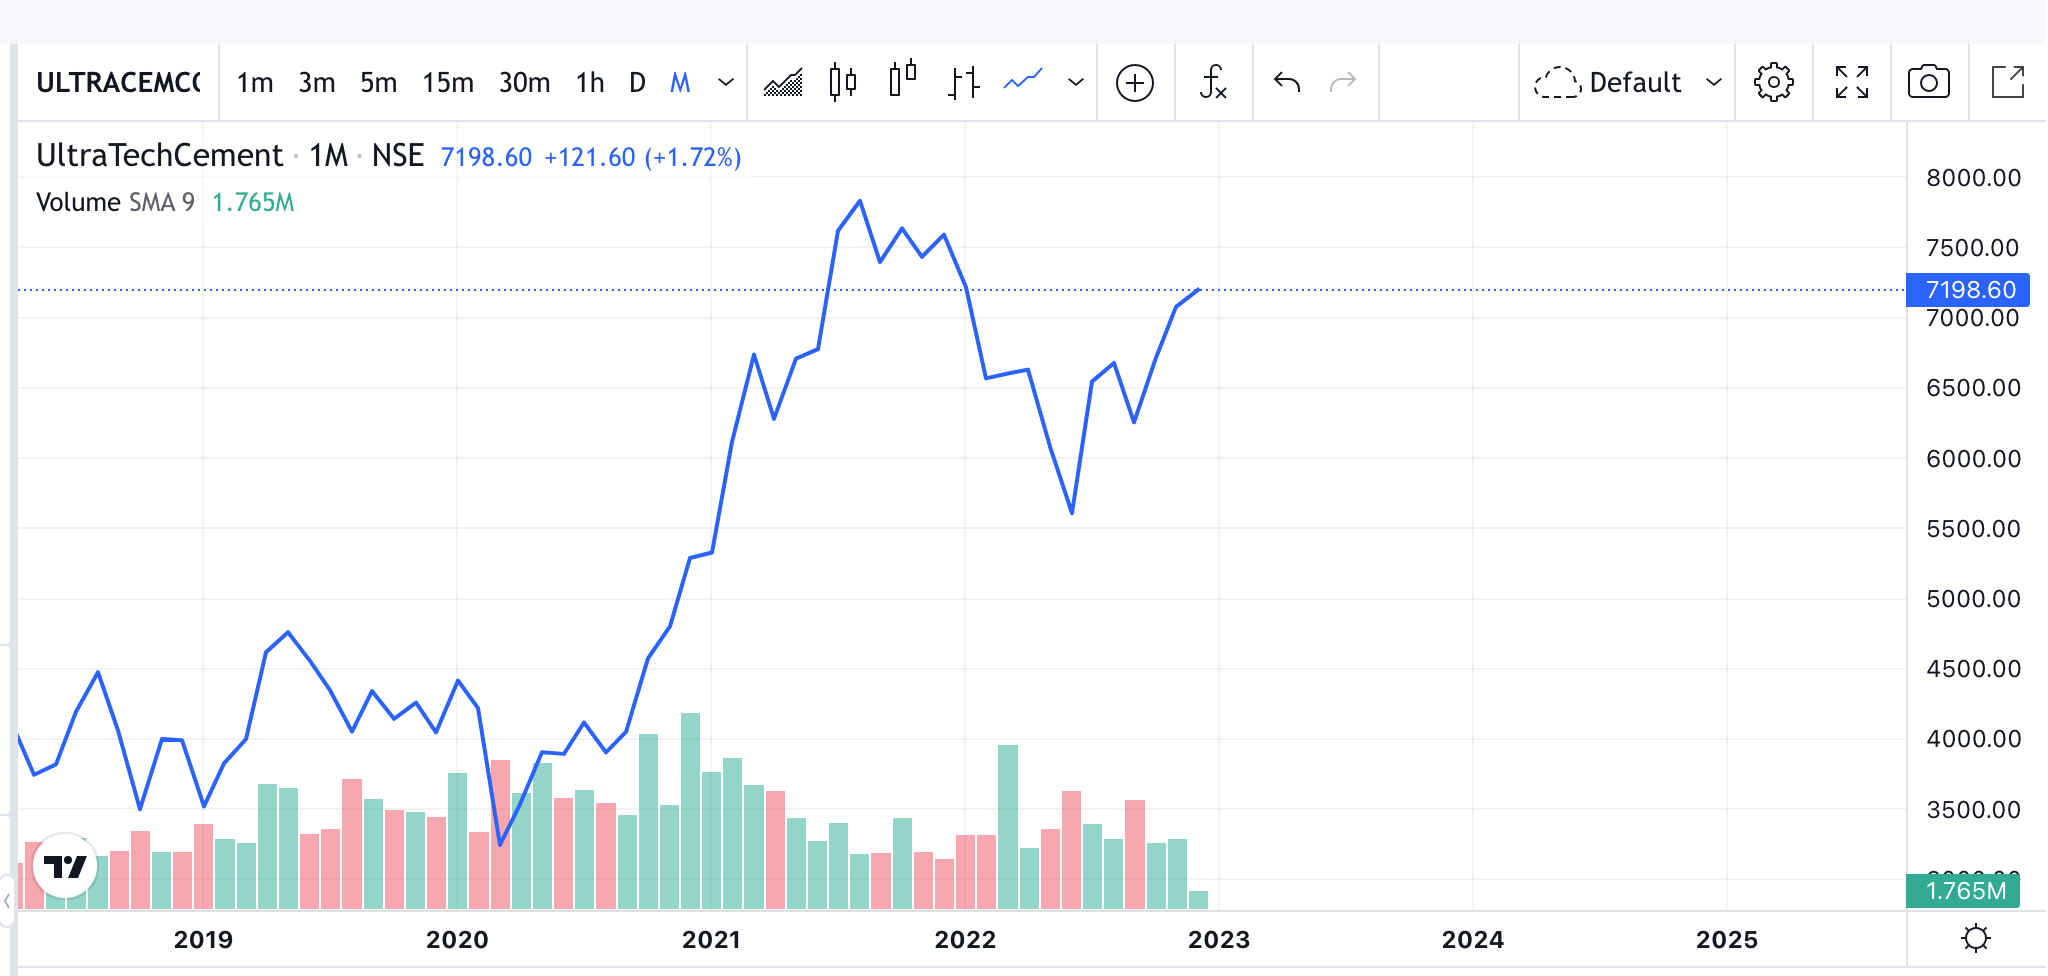 ULTRACEMCO 1m 3m 5m 15m 30m 1h D M Default
UltraTechCement · 1M · NSE 7198.60 +121.60 (+1.72%)
Volume SMA 9 1.765M
8000.00
7500.00
7198.60
7000.00
6500.00
6000.00
5500.00
5000.00
4500.00
4000.00
3500.00
1.765M
2019 2020 2021 2022 2023 2024 2025